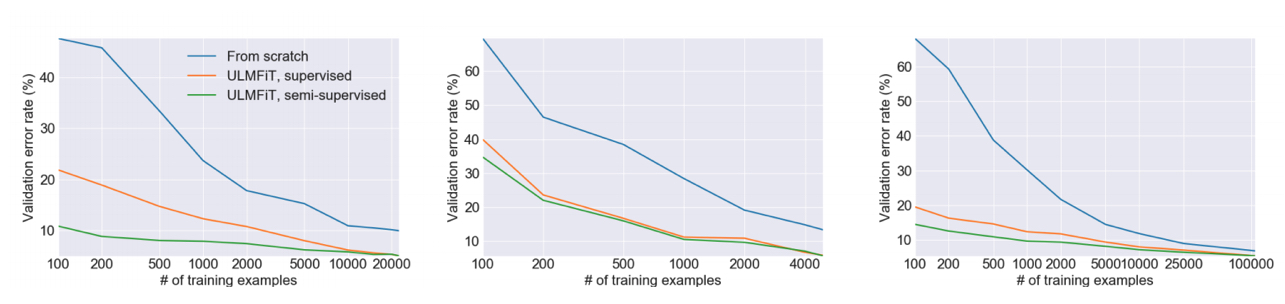 Validation error rate (%)
40
30
20
10
From scratch
ULMFiT, supervised
ULMFiT, semi-supervised
100 200 500 1000 2000 5000 10000 20000
# of training examples
Validation error rate (%)
60
50
40
30
20
10
100 200 500 1000 2000 4000
# of training examples
Validation error rate (%)
60
50
40
30
20
10
100 200 500 1000 2000 5000 10000 25000 100000
# of training examples